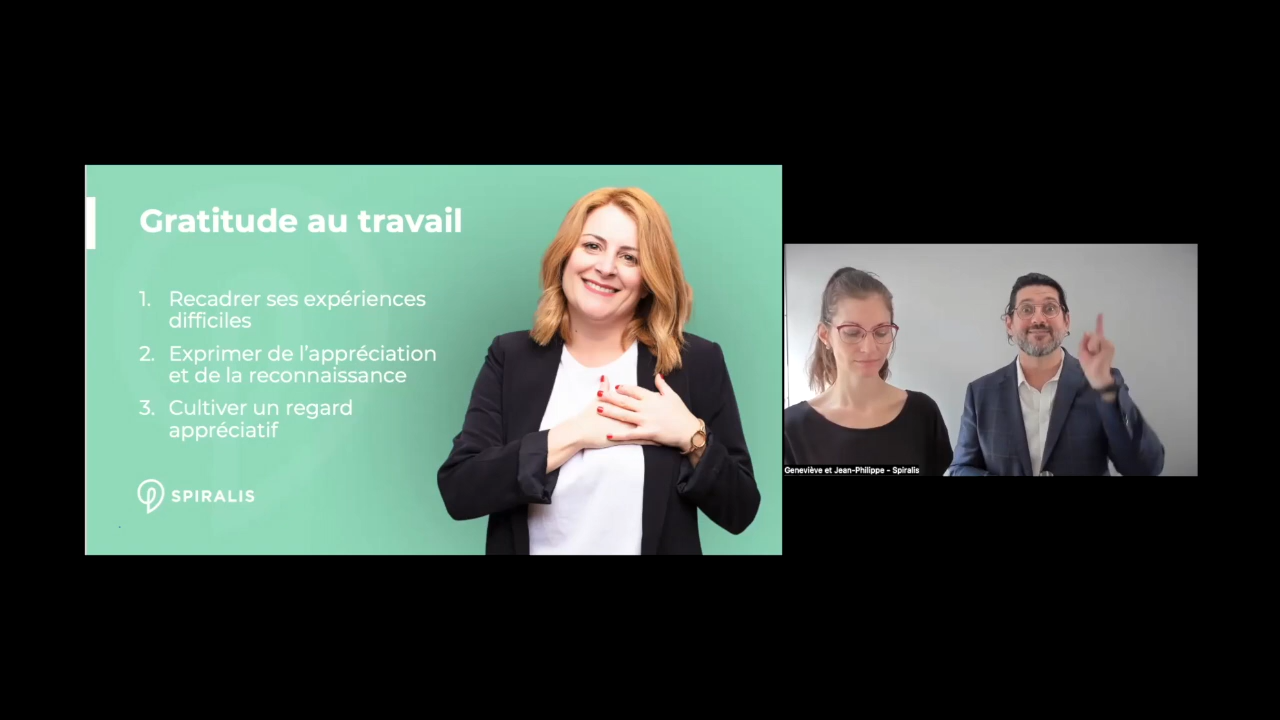 Gratitude au travail
1. Recadrer ses expériences
difficiles
2. Exprimer de l'appréciation
et de la reconnaissance
3. Cultiver un regard
appréciatif
SPIRALIS
Geneviève et Jean-Philippe - Spiralis